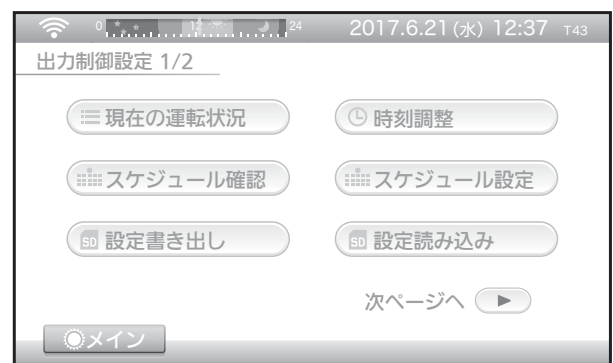 0 12 24 2017.6.21 (水) 12:37 T43
出力制御設定 1/2
現在の運転状況 時刻調整
スケジュール確認 スケジュール設定
SD 設定書き出し SD 設定読み込み
次ページへ
メイン